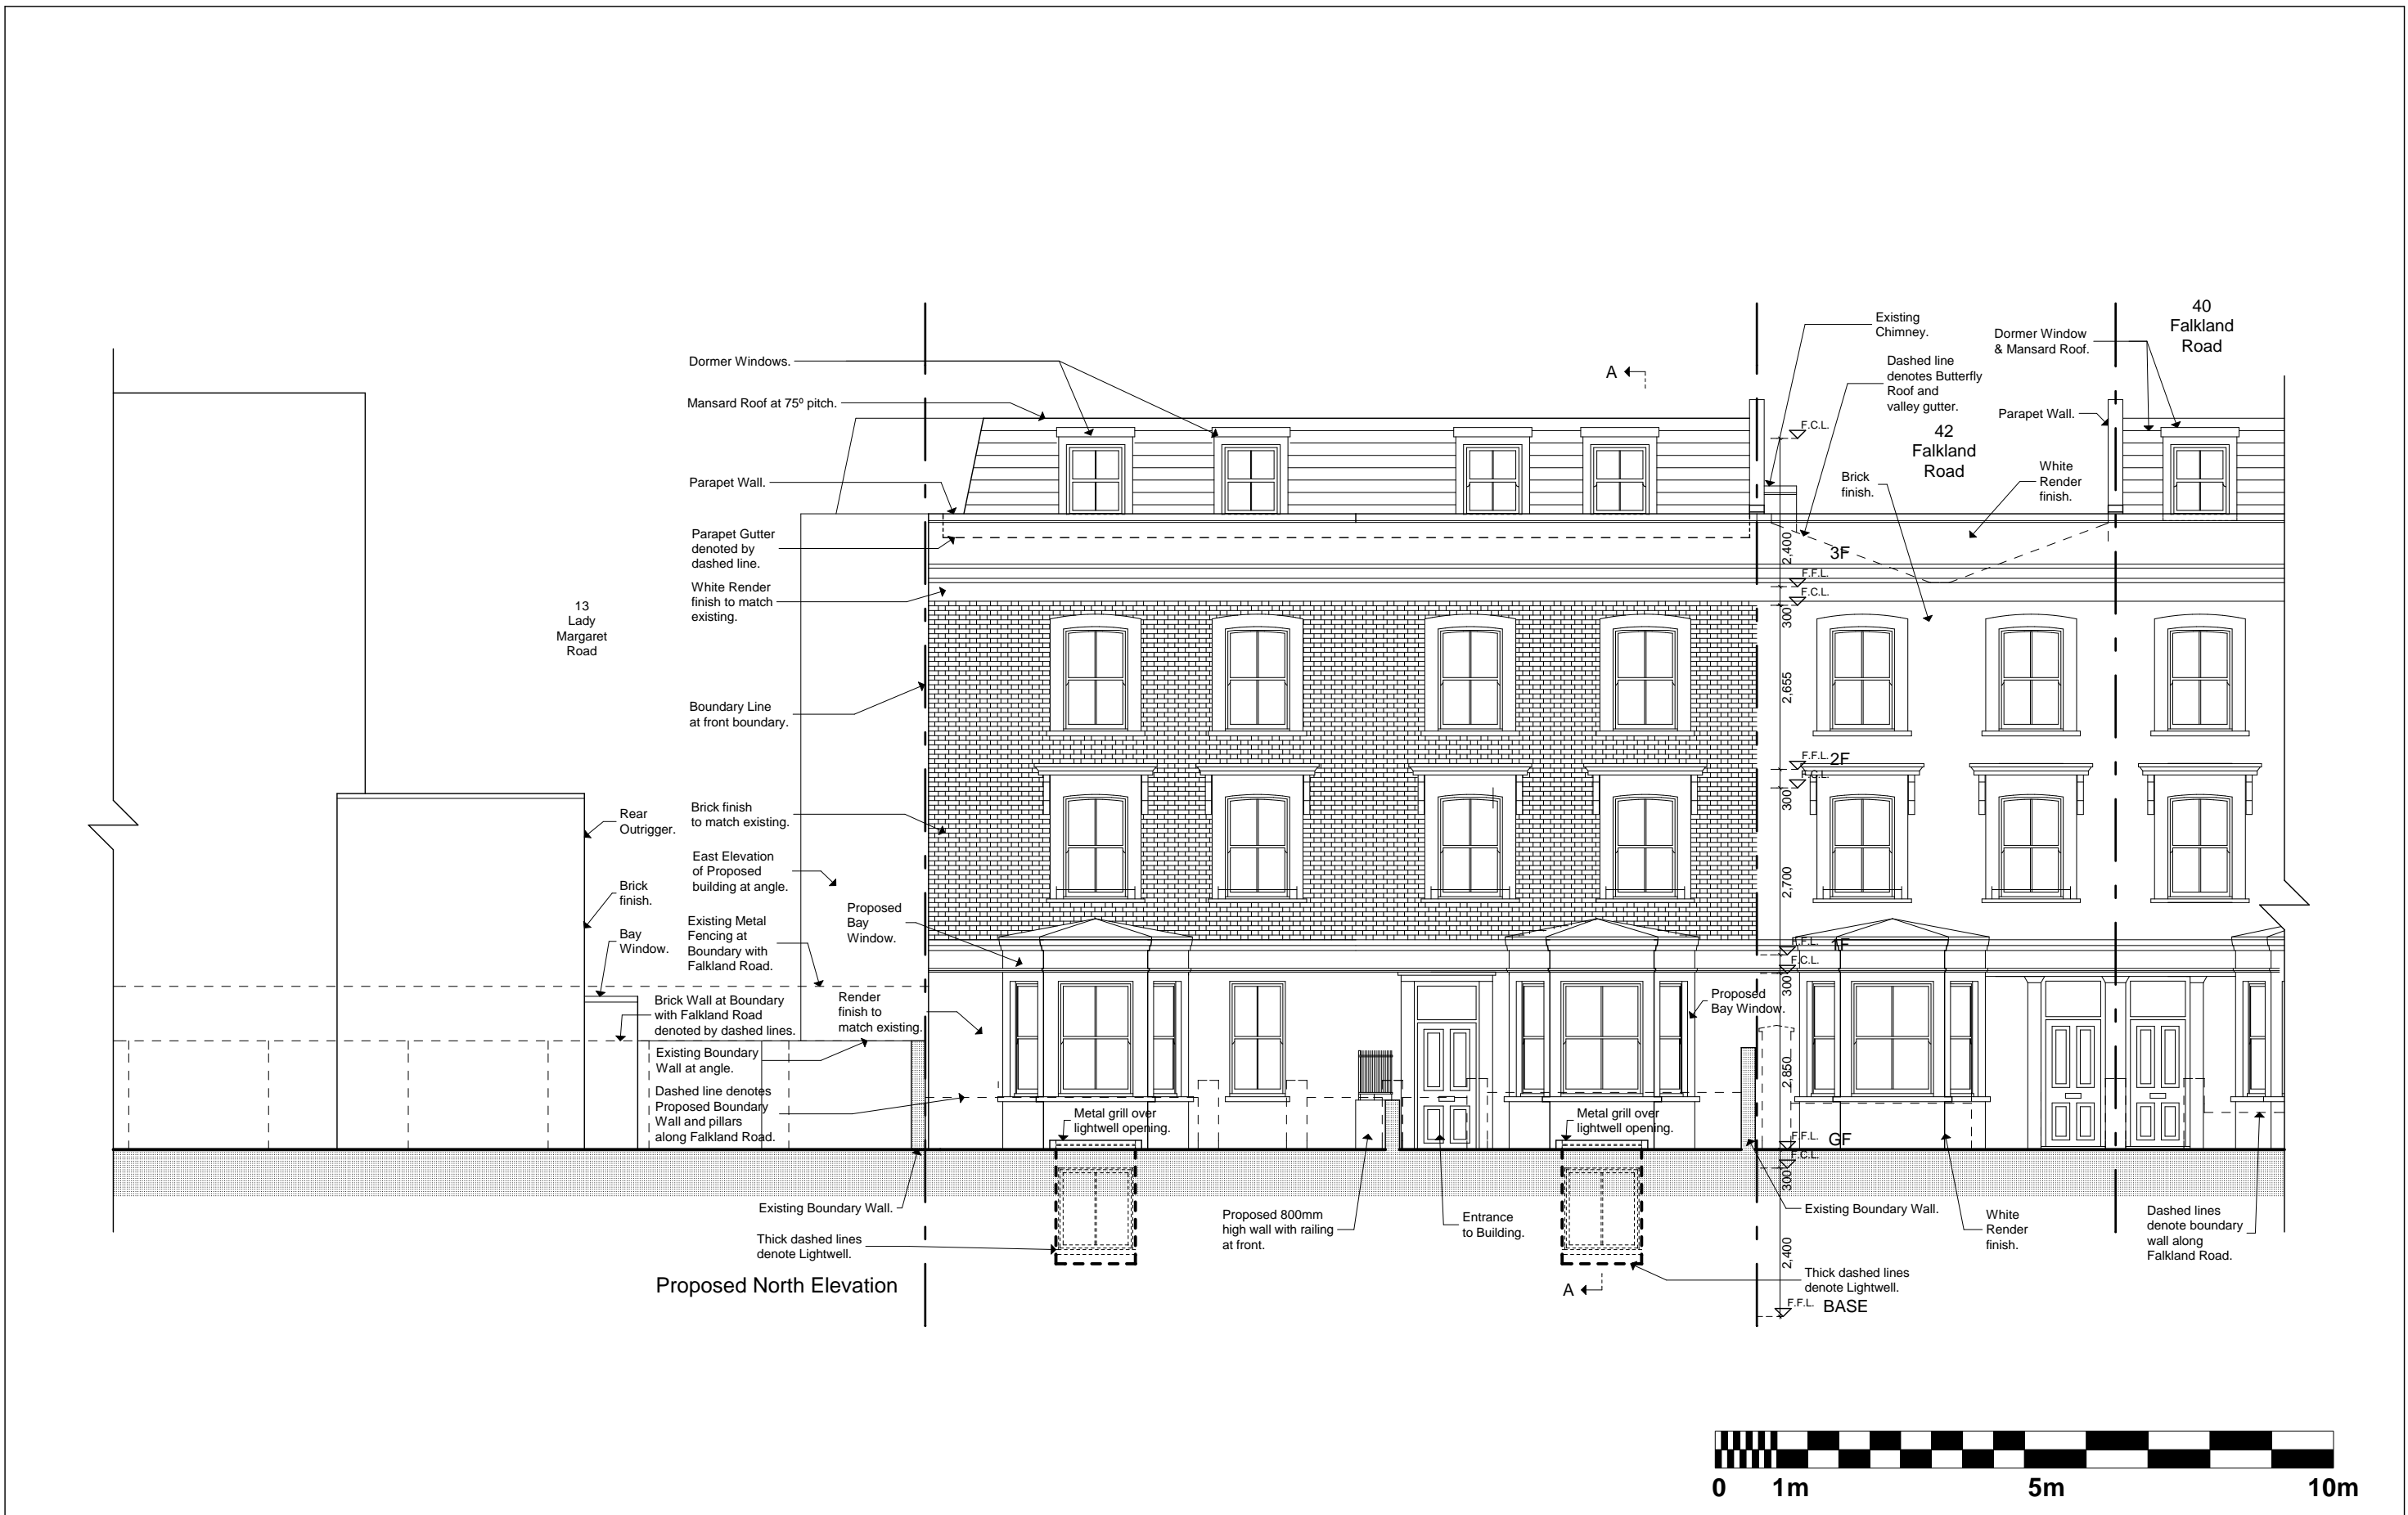 40
Falkland
Road
Existing
Chimney.
Dormer Window
& Mansard Roof.
Dormer Windows.
A
Dashed line
denotes Butterfly
Roof and
valley gutter.
Mansard Roof at 75º pitch.
Parapet Wall.
F.C.L.
42
Falkland
Road
Parapet Wall.
Brick
finish.
White
Render
finish.
Parapet Gutter
denoted by
dashed line.
2,400
3F
White Render
finish to match
existing.
F.F.L.
F.C.L.
300
13
Lady
Margaret
Road
2,655
Boundary Line
at front boundary.
F.F.L.
2F
F.C.L.
300
Rear
Outrigger.
Brick finish
to match existing.
East Elevation
of Proposed
building at angle.
Brick
finish.
2,700
Proposed
Bay
Window.
Existing Metal
Fencing at
Boundary with
Falkland Road.
Bay
Window.
F.F.L.
1F
F.C.L.
300
Brick Wall at Boundary
with Falkland Road
denoted by dashed lines.
Render
finish to
match existing.
Proposed
Bay Window.
Existing Boundary
Wall at angle.
2,850
Dashed line denotes
Proposed Boundary
Wall and pillars
along Falkland Road.
Metal grill over
lightwell opening.
Metal grill over
lightwell opening.
F.F.L.
GF
F.C.L.
300
Existing Boundary Wall.
Proposed 800mm
high wall with railing
at front.
Entrance
to Building.
Existing Boundary Wall.
White
Render
finish.
Dashed lines
denote boundary
wall along
Falkland Road.
Thick dashed lines
denote Lightwell.
2,400
Thick dashed lines
denote Lightwell.
Proposed North Elevation
A
F.F.L.
BASE
0 1m 5m 10m